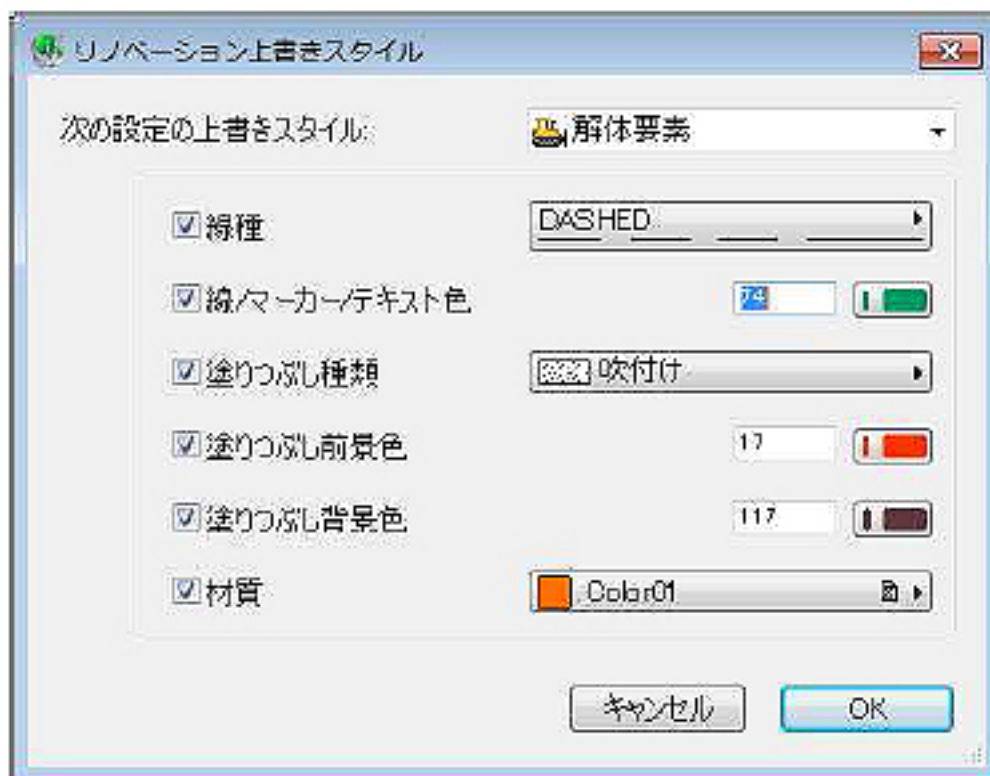 リノベーション上書きスタイル
次の設定の上書きスタイル: 解体要素
線種 DASHED
線/マーカー/テキスト色 74
塗りつぶし種類 吹付け
塗りつぶし前景色 17
塗りつぶし背景色 117
材質 Color01
キャンセル OK